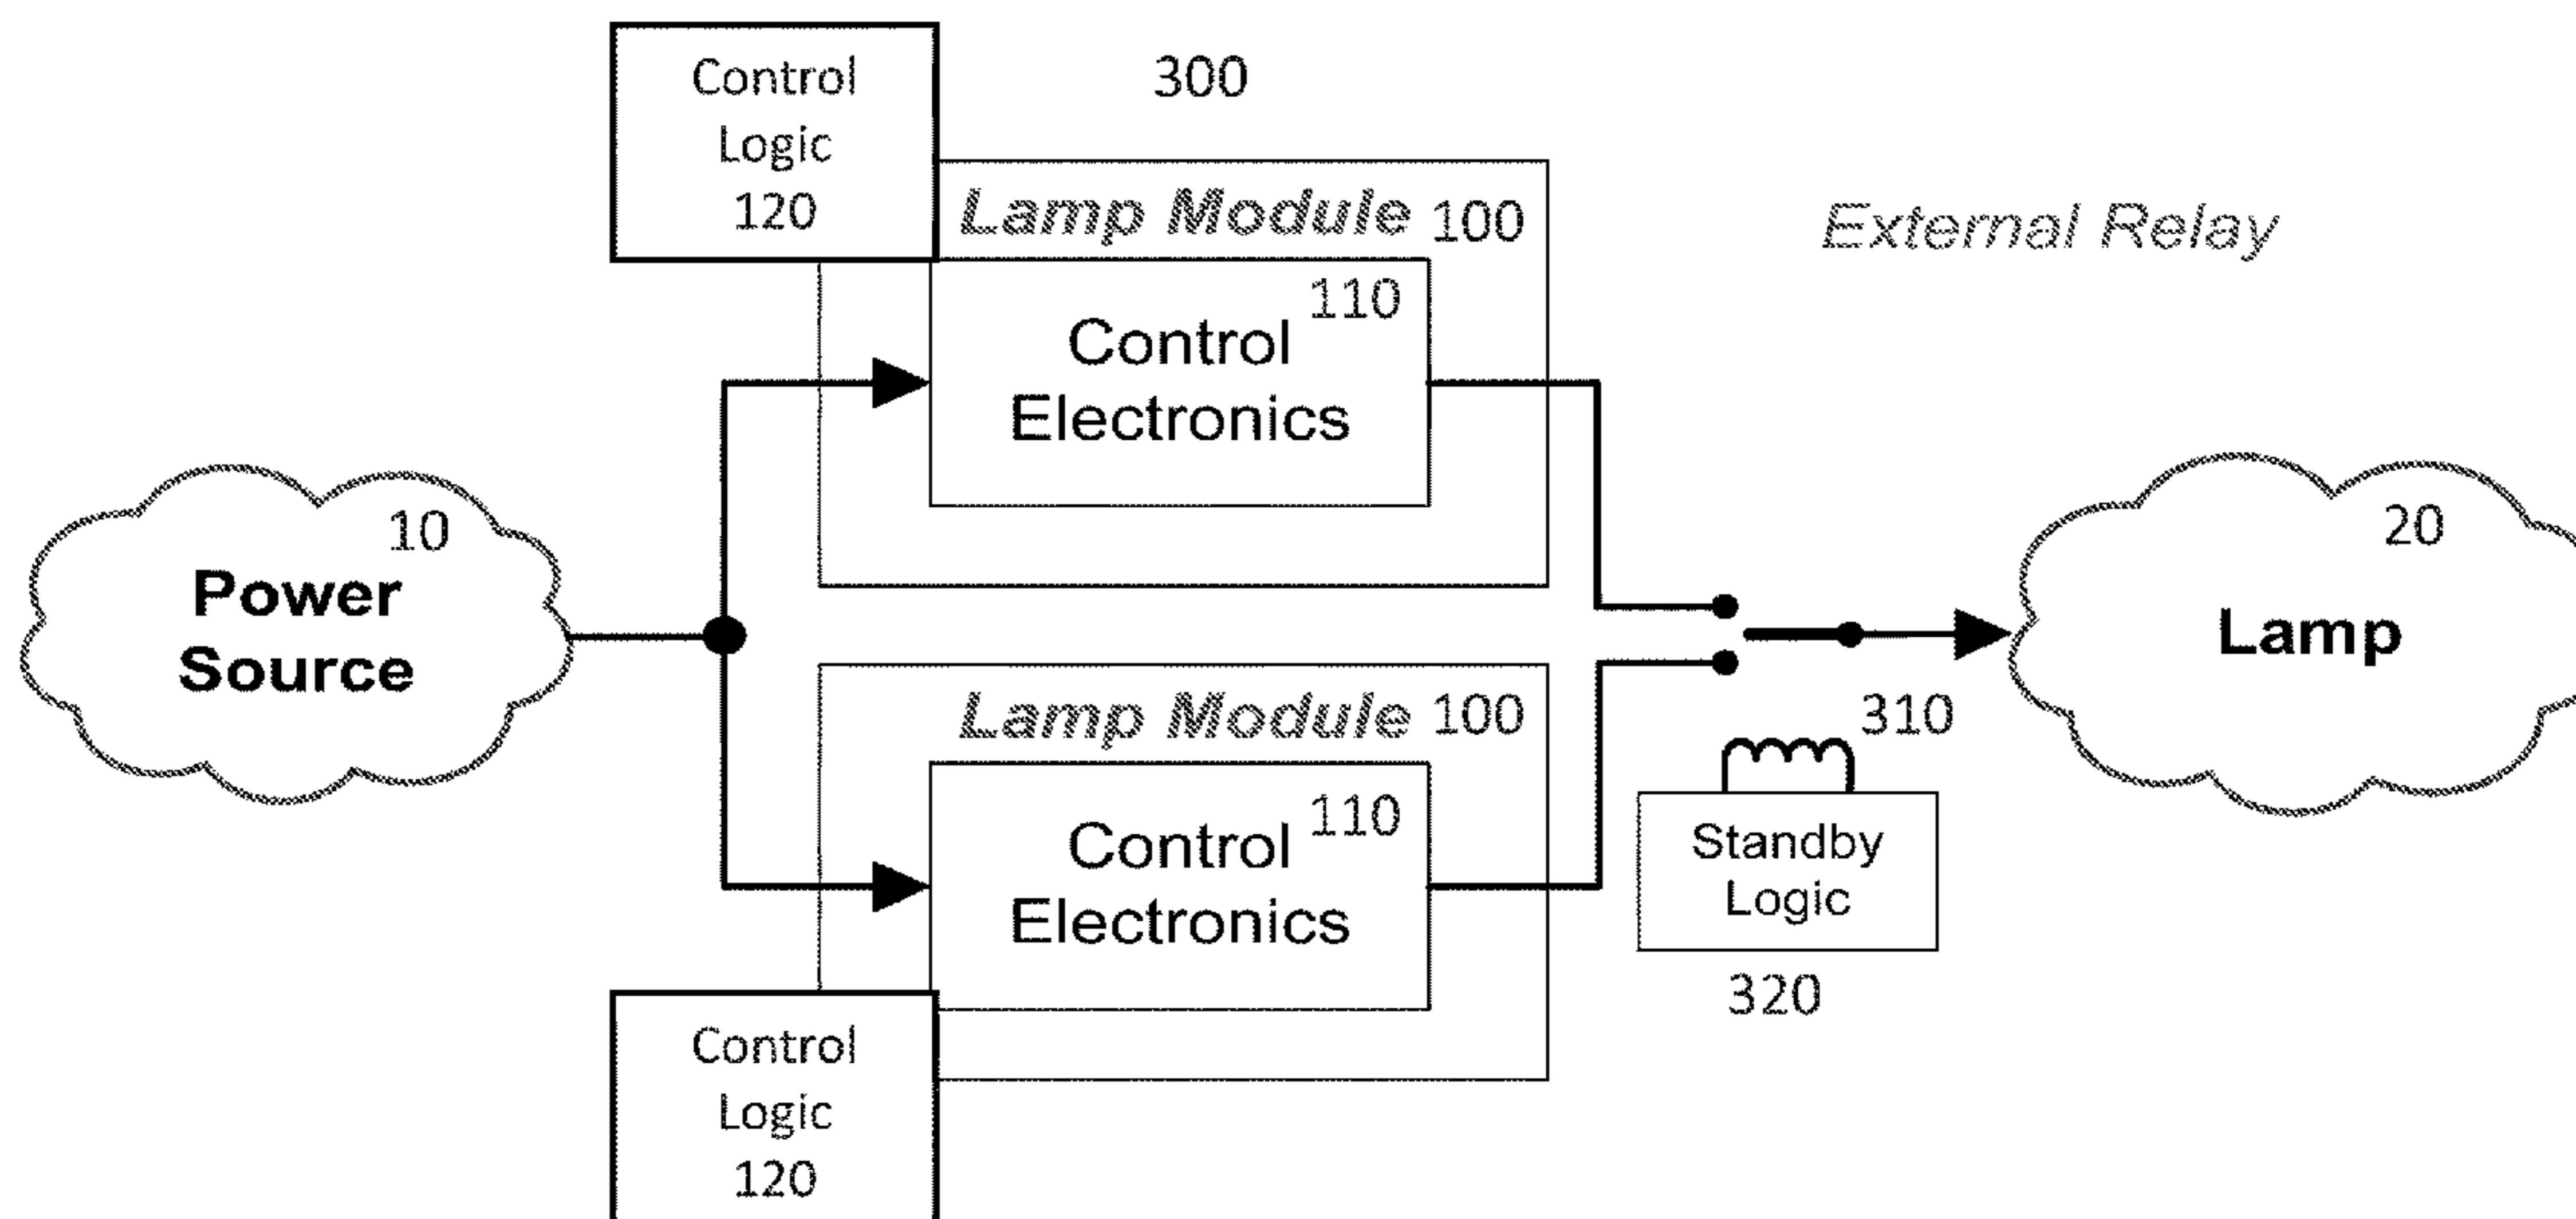 Control
Logic
120
300
Lamp Module 100
External Relay
110
Control
Electronics
10
Power
Source
20
Lamp
310
Lamp Module 100
110
Control
Electronics
Standby
Logic
320
Control
Logic
120